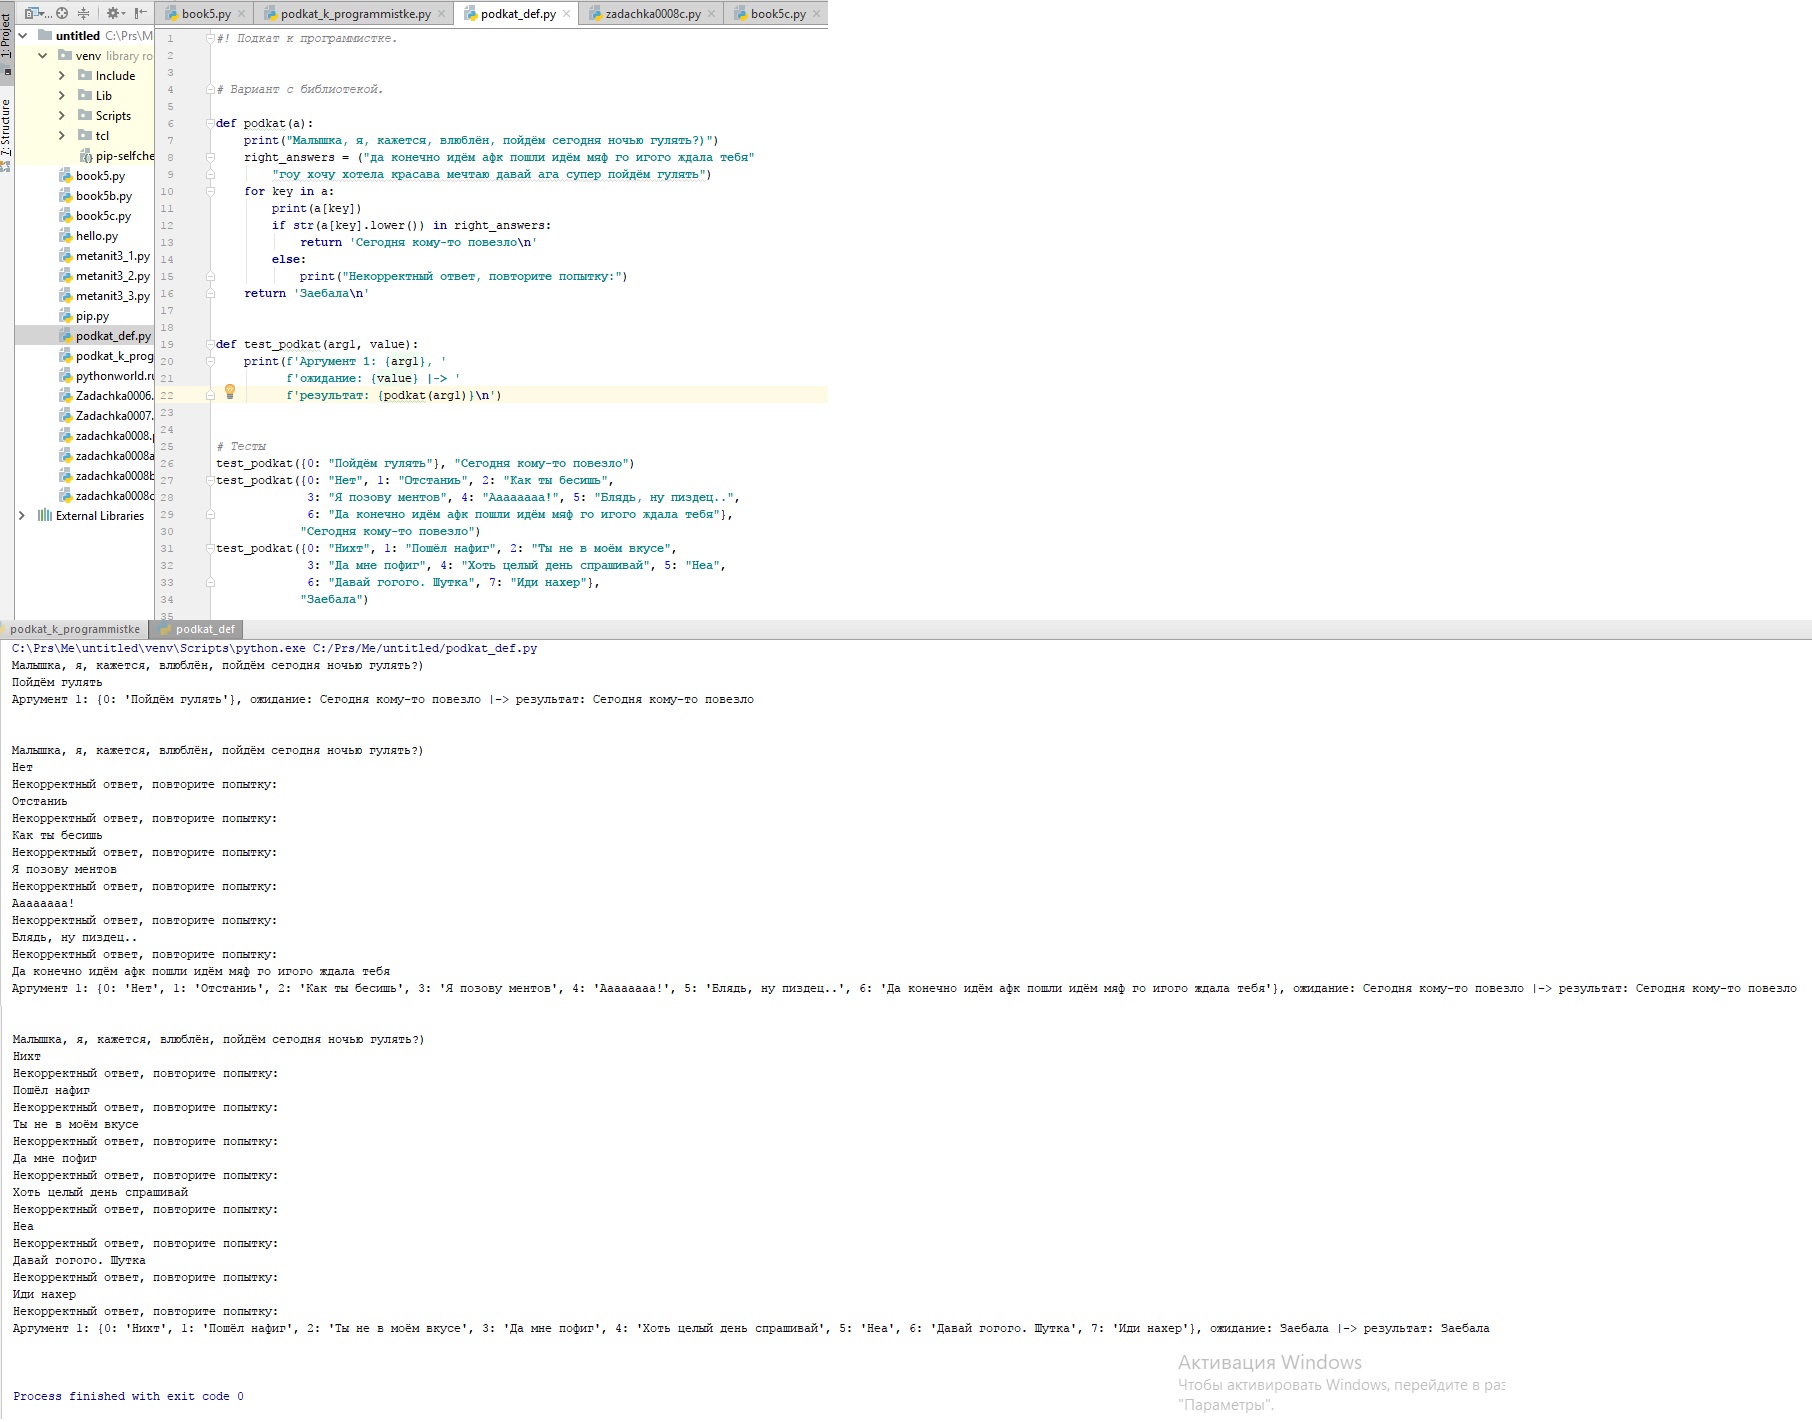 book5.py
podkat_k_programmistke.py
podkat_def.py
zadachka0008c.py
book5c.py
1: Project
7: Structure
untitled C:\Prs\M
venv library ro
Include
Lib
Scripts
tcl
pip-selfche
book5.py
book5b.py
book5c.py
hello.py
metanit3_1.py
metanit3_2.py
metanit3_3.py
pip.py
podkat_def.py
podkat_k_prog
pythonworld.ru
Zadachka0006.
Zadachka0007.
zadachka0008.
zadachka0008a
zadachka0008b
zadachka0008c
External Libraries
1 #! Подкат к программистке.
2
3
4 # Вариант с библиотекой.
5
6 def podkat(a):
7 print("Малышка, я, кажется, влюблён, пойдём сегодня ночью гулять?)")
8 right_answers = ("да конечно идём афк пошли идём мяф го игого ждала тебя"
9 "гоу хочу хотела красава мечтаю давай ага супер пойдём гулять")
10 for key in a:
11 print(a[key])
12 if str(a[key].lower()) in right_answers:
13 return 'Сегодня кому-то повезло\n'
14 else:
15 print("Некорректный ответ, повторите попытку:")
16 return 'Заебала\n'
17
18
19 def test_podkat(arg1, value):
20 print(f'Аргумент 1: {arg1}, '
21 f'ожидание: {value} |-> '
22 f'результат: {podkat(arg1)}\n')
23
24
25 # Тесты
26 test_podkat({0: "Пойдём гулять"}, "Сегодня кому-то повезло")
27 test_podkat({0: "Нет", 1: "Отстаниь", 2: "Как ты бесишь",
28 3: "Я позову ментов", 4: "Аааааааа!", 5: "Блядь, ну пиздец..",
29 6: "Да конечно идём афк пошли идём мяф го игого ждала тебя"},
30 "Сегодня кому-то повезло")
31 test_podkat({0: "Нихт", 1: "Пошёл нафиг", 2: "Ты не в моём вкусе",
32 3: "Да мне пофиг", 4: "Хоть целый день спрашивай", 5: "Неа",
33 6: "Давай гогого. Шутка", 7: "Иди нахер"},
34 "Заебала")
35
podkat_k_programmistke
podkat_def
C:\Prs\Me\untitled\venv\Scripts\python.exe C:/Prs/Me/untitled/podkat_def.py
Малышка, я, кажется, влюблён, пойдём сегодня ночью гулять?)
Пойдём гулять
Аргумент 1: {0: 'Пойдём гулять'}, ожидание: Сегодня кому-то повезло |-> результат: Сегодня кому-то повезло
Малышка, я, кажется, влюблён, пойдём сегодня ночью гулять?)
Нет
Некорректный ответ, повторите попытку:
Отстаниь
Некорректный ответ, повторите попытку:
Как ты бесишь
Некорректный ответ, повторите попытку:
Я позову ментов
Некорректный ответ, повторите попытку:
Аааааааа!
Некорректный ответ, повторите попытку:
Блядь, ну пиздец..
Некорректный ответ, повторите попытку:
Да конечно идём афк пошли идём мяф го игого ждала тебя
Аргумент 1: {0: 'Нет', 1: 'Отстаниь', 2: 'Как ты бесишь', 3: 'Я позову ментов', 4: 'Аааааааа!', 5: 'Блядь, ну пиздец..', 6: 'Да конечно идём афк пошли идём мяф го игого ждала тебя'}, ожидание: Сегодня кому-то повезло |-> результат: Сегодня кому-то повезло
Малышка, я, кажется, влюблён, пойдём сегодня ночью гулять?)
Нихт
Некорректный ответ, повторите попытку:
Пошёл нафиг
Некорректный ответ, повторите попытку:
Ты не в моём вкусе
Некорректный ответ, повторите попытку:
Да мне пофиг
Некорректный ответ, повторите попытку:
Хоть целый день спрашивай
Некорректный ответ, повторите попытку:
Неа
Некорректный ответ, повторите попытку:
Давай гогого. Шутка
Некорректный ответ, повторите попытку:
Иди нахер
Некорректный ответ, повторите попытку:
Аргумент 1: {0: 'Нихт', 1: 'Пошёл нафиг', 2: 'Ты не в моём вкусе', 3: 'Да мне пофиг', 4: 'Хоть целый день спрашивай', 5: 'Неа', 6: 'Давай гогого. Шутка', 7: 'Иди нахер'}, ожидание: Заебала |-> результат: Заебала
Активация Windows
Чтобы активировать Windows, перейдите в раз
"Параметры".
Process finished with exit code 0